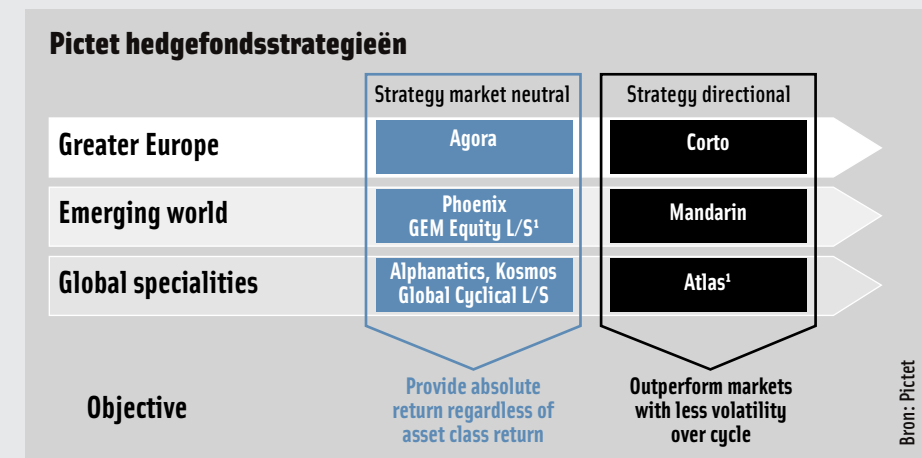 Pictet hedgefondsstrategieën
Strategy market neutral
Strategy directional
Greater Europe
Agora
Corto
Emerging world
Phoenix
GEM Equity L/S¹
Mandarin
Global specialities
Alphanatics, Kosmos
Global Cyclical L/S
Atlas¹
Objective
Provide absolute
return regardless of
asset class return
Outperform markets
with less volatility
over cycle
Bron: Pictet